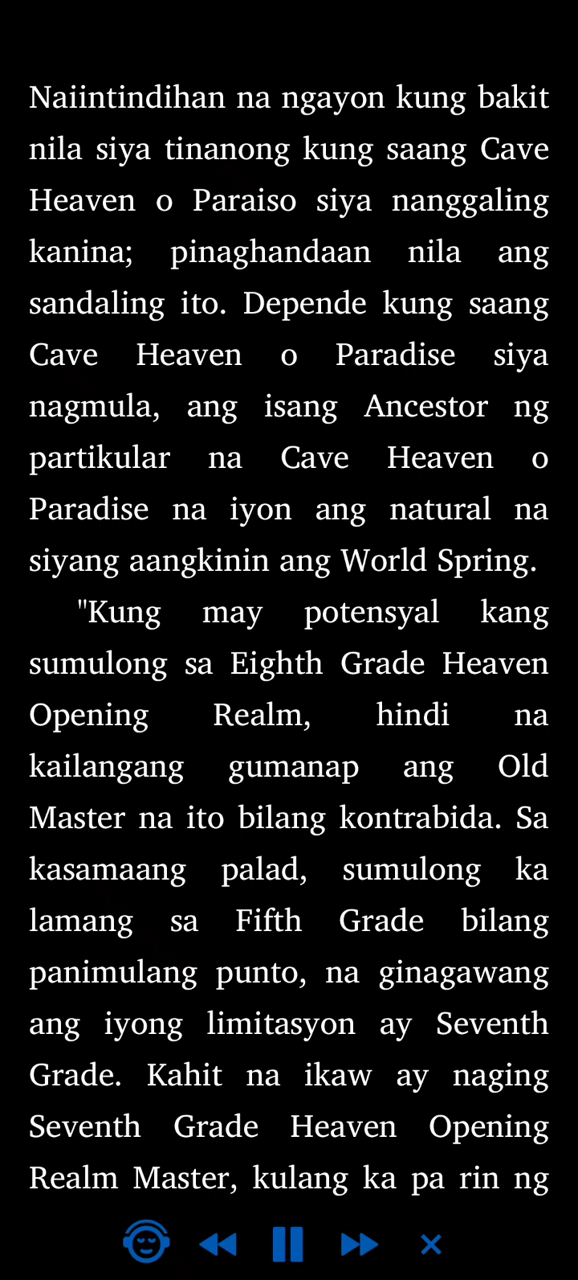 Naiintindihan na ngayon kung bakit
nila siya tinanong kung saang Cave
Heaven o Paraiso siya nanggaling
kanina; pinaghandaan nila ang
sandaling ito. Depende kung saang
Cave Heaven o Paradise siya
nagmula, ang isang Ancestor ng
partikular na Cave Heaven o
Paradise na iyon ang natural na
siyang aangkinin ang World Spring.
"Kung may potensyal kang
sumulong sa Eighth Grade Heaven
Opening Realm, hindi na
kailangang gumanap ang Old
Master na ito bilang kontrabida. Sa
kasamaang palad, sumulong ka
lamang sa Fifth Grade bilang
panimulang punto, na ginagawang
ang iyong limitasyon ay Seventh
Grade. Kahit na ikaw ay naging
Seventh Grade Heaven Opening
Realm Master, kulang ka pa rin ng